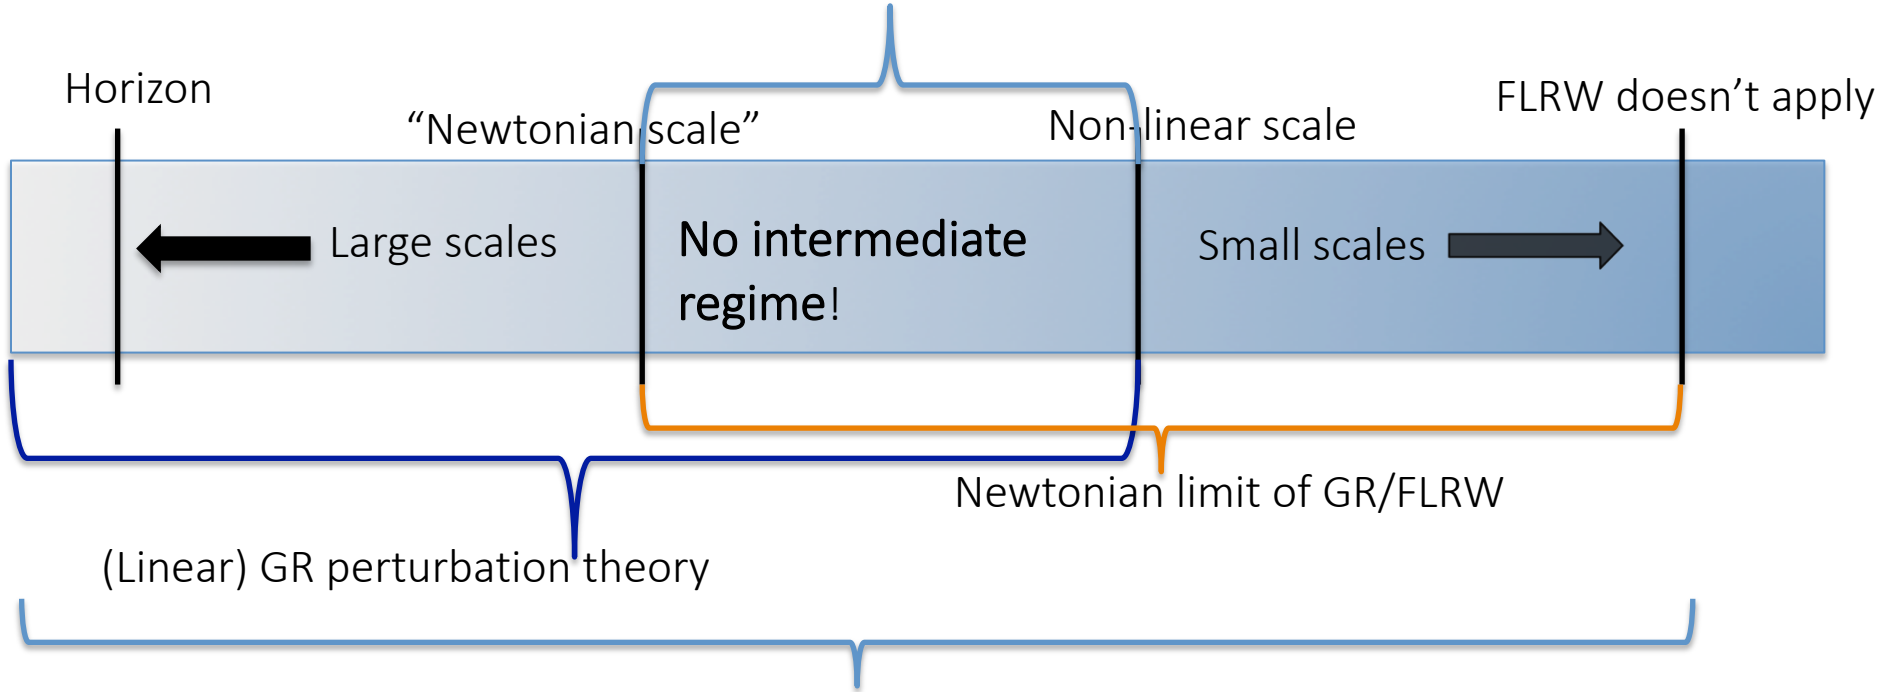 Horizon
“Newtonian scale”
Non-linear scale
FLRW doesn’t apply
Large scales
No intermediate
regime!
Small scales
Newtonian limit of GR/FLRW
(Linear) GR perturbation theory